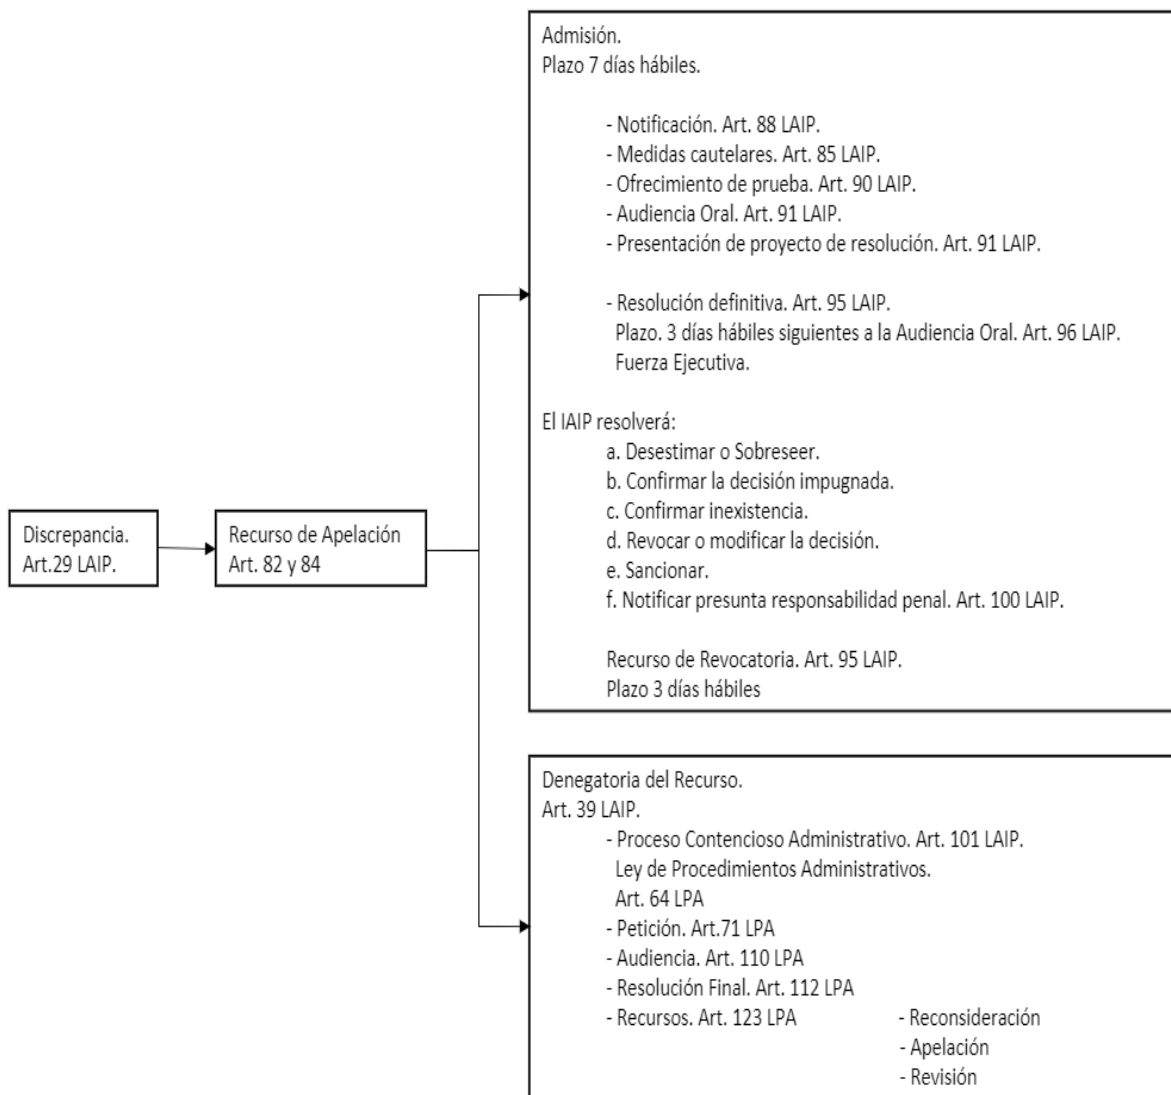 Discrepancia.
Art.29 LAIP.
Recurso de Apelación
Art. 82 y 84
Admisión.
Plazo 7 días hábiles.
- Notificación. Art. 88 LAIP.
- Medidas cautelares. Art. 85 LAIP.
- Ofrecimiento de prueba. Art. 90 LAIP.
- Audiencia Oral. Art. 91 LAIP.
- Presentación de proyecto de resolución. Art. 91 LAIP.
- Resolución definitiva. Art. 95 LAIP.
Plazo. 3 días hábiles siguientes a la Audiencia Oral. Art. 96 LAIP.
Fuerza Ejecutiva.
El IAIP resolverá:
a. Desestimar o Sobreseer.
b. Confirmar la decisión impugnada.
c. Confirmar inexistencia.
d. Revocar o modificar la decisión.
e. Sancionar.
f. Notificar presunta responsabilidad penal. Art. 100 LAIP.
Recurso de Revocatoria. Art. 95 LAIP.
Plazo 3 días hábiles
Denegatoria del Recurso.
Art. 39 LAIP.
- Proceso Contencioso Administrativo. Art. 101 LAIP.
Ley de Procedimientos Administrativos.
Art. 64 LPA
- Petición. Art.71 LPA
- Audiencia. Art. 110 LPA
- Resolución Final. Art. 112 LPA
- Recursos. Art. 123 LPA - Reconsideración
- Apelación
- Revisión